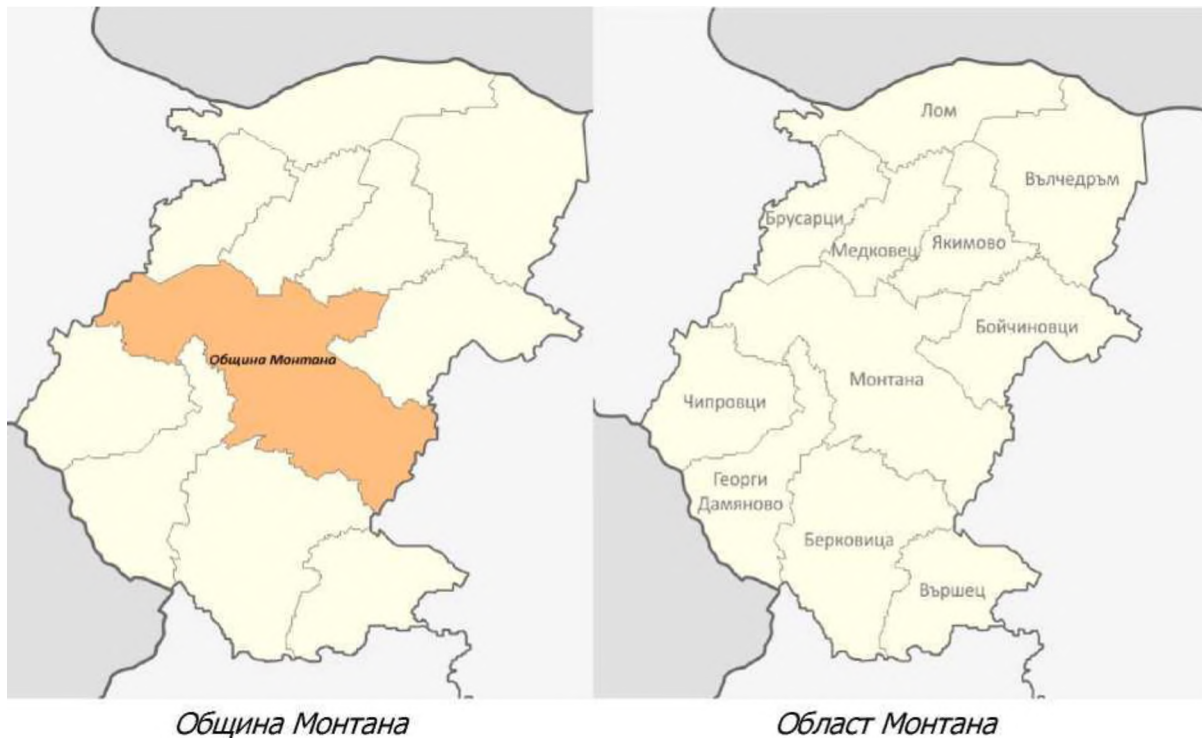 Община Монтана
Лом
Вълчедръм
Брусарци
Медковец
Якимово
Бойчиновци
Монтана
Чипровци
Георги
Дамяново
Берковица
Вършец
Община Монтана
Област Монтана